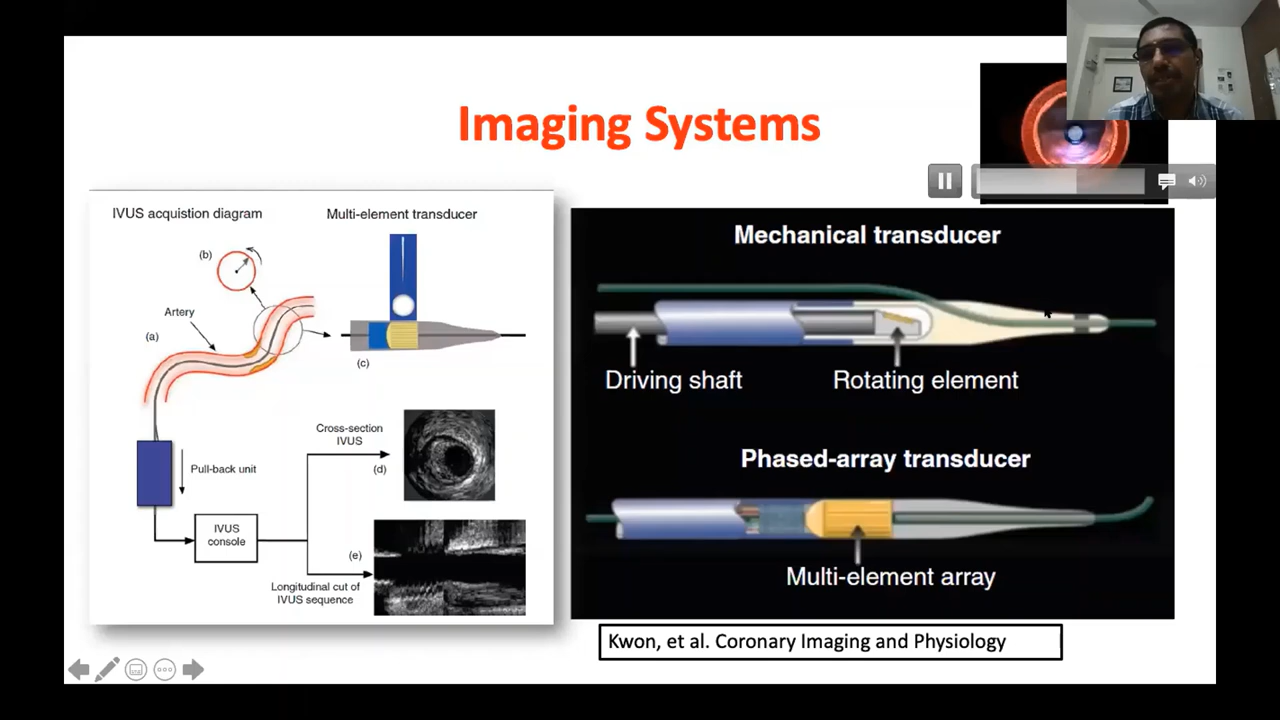 Imaging Systems
IVUS acquistion diagram
Multi-element transducer
(b)
Artery
(a)
(c)
Cross-section
IVUS
(d)
Pull-back unit
IVUS
console
(e)
Longitudinal cut of
IVUS sequence
Mechanical transducer
Driving shaft
Rotating element
Phased-array transducer
Multi-element array
Kwon, et al. Coronary Imaging and Physiology